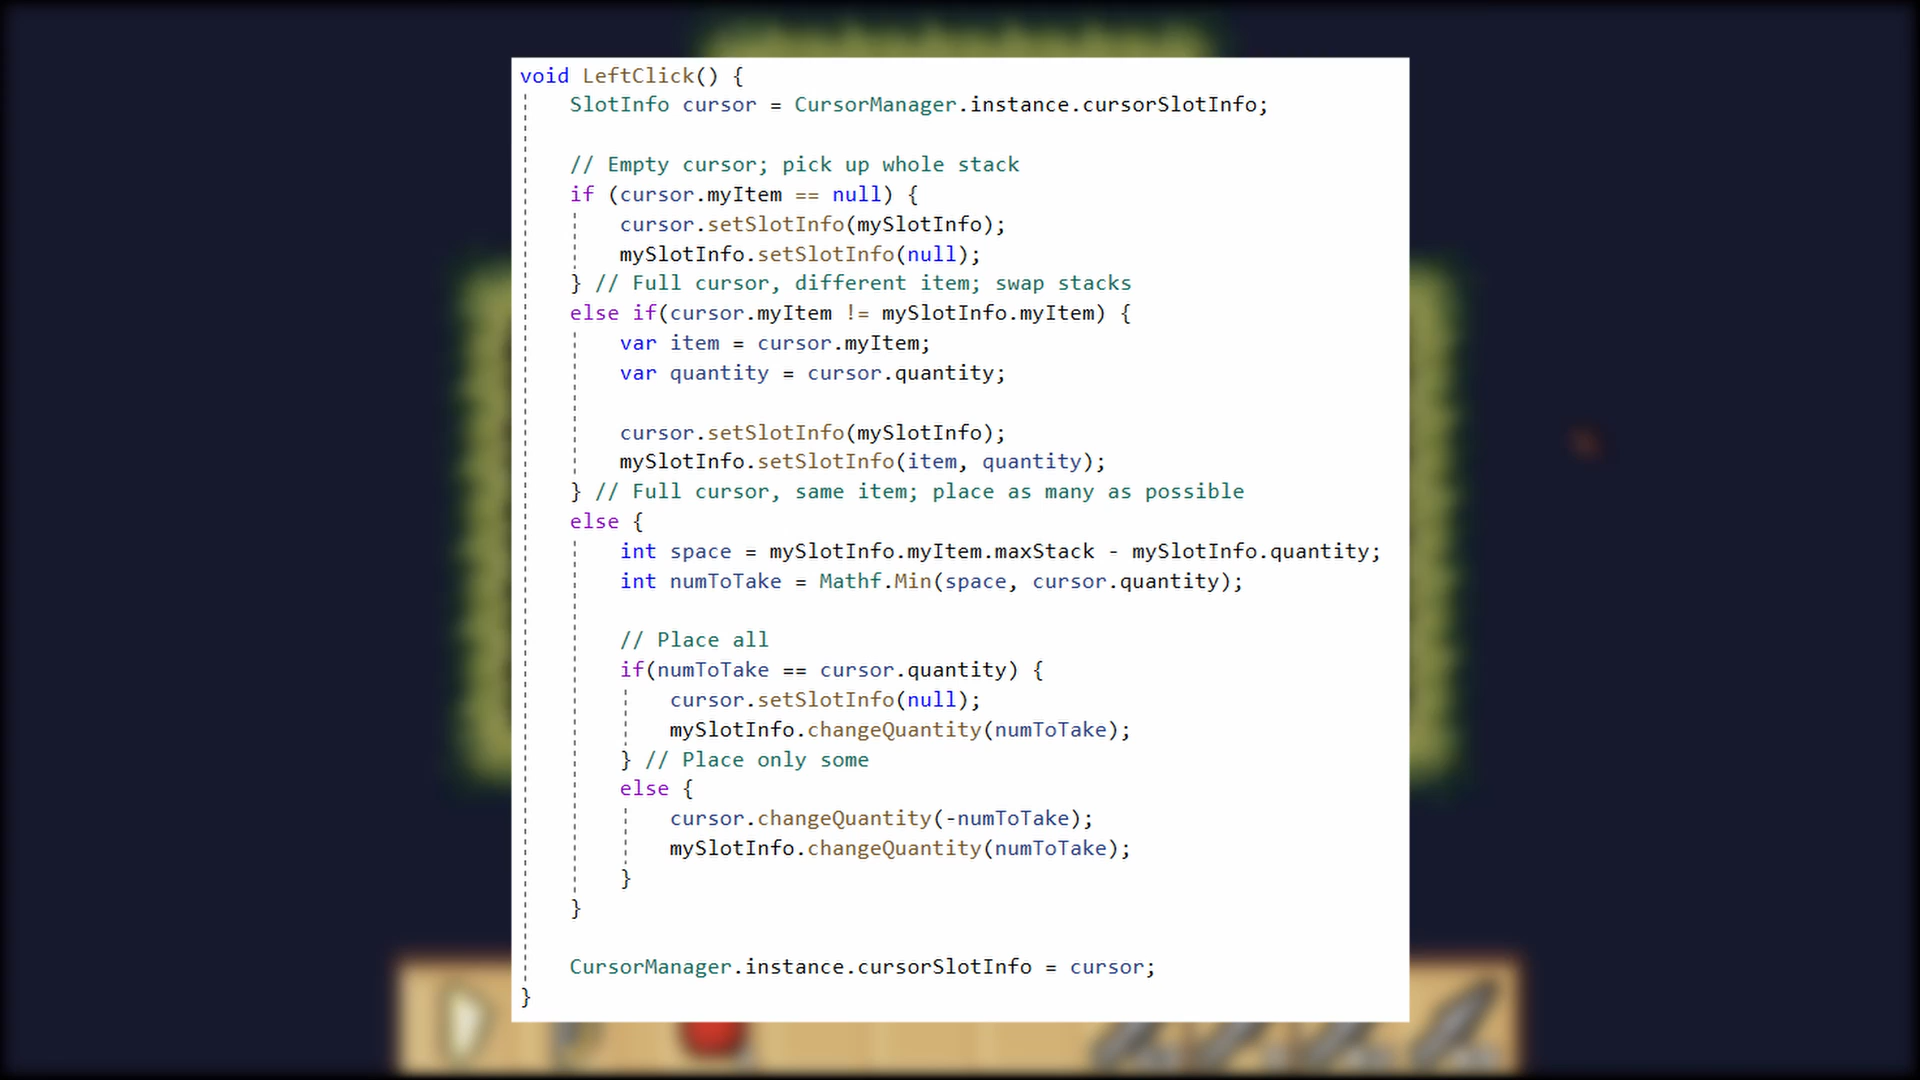 void LeftClick() {
    SlotInfo cursor = CursorManager.instance.cursorSlotInfo;

    // Empty cursor; pick up whole stack
    if (cursor.myItem == null) {
        cursor.setSlotInfo(mySlotInfo);
        mySlotInfo.setSlotInfo(null);
    } // Full cursor, different item; swap stacks
    else if(cursor.myItem != mySlotInfo.myItem) {
        var item = cursor.myItem;
        var quantity = cursor.quantity;

        cursor.setSlotInfo(mySlotInfo);
        mySlotInfo.setSlotInfo(item, quantity);
    } // Full cursor, same item; place as many as possible
    else {
        int space = mySlotInfo.myItem.maxStack - mySlotInfo.quantity;
        int numToTake = Mathf.Min(space, cursor.quantity);

        // Place all
        if(numToTake == cursor.quantity) {
            cursor.setSlotInfo(null);
            mySlotInfo.changeQuantity(numToTake);
        } // Place only some
        else {
            cursor.changeQuantity(-numToTake);
            mySlotInfo.changeQuantity(numToTake);
        }
    }

    CursorManager.instance.cursorSlotInfo = cursor;
}